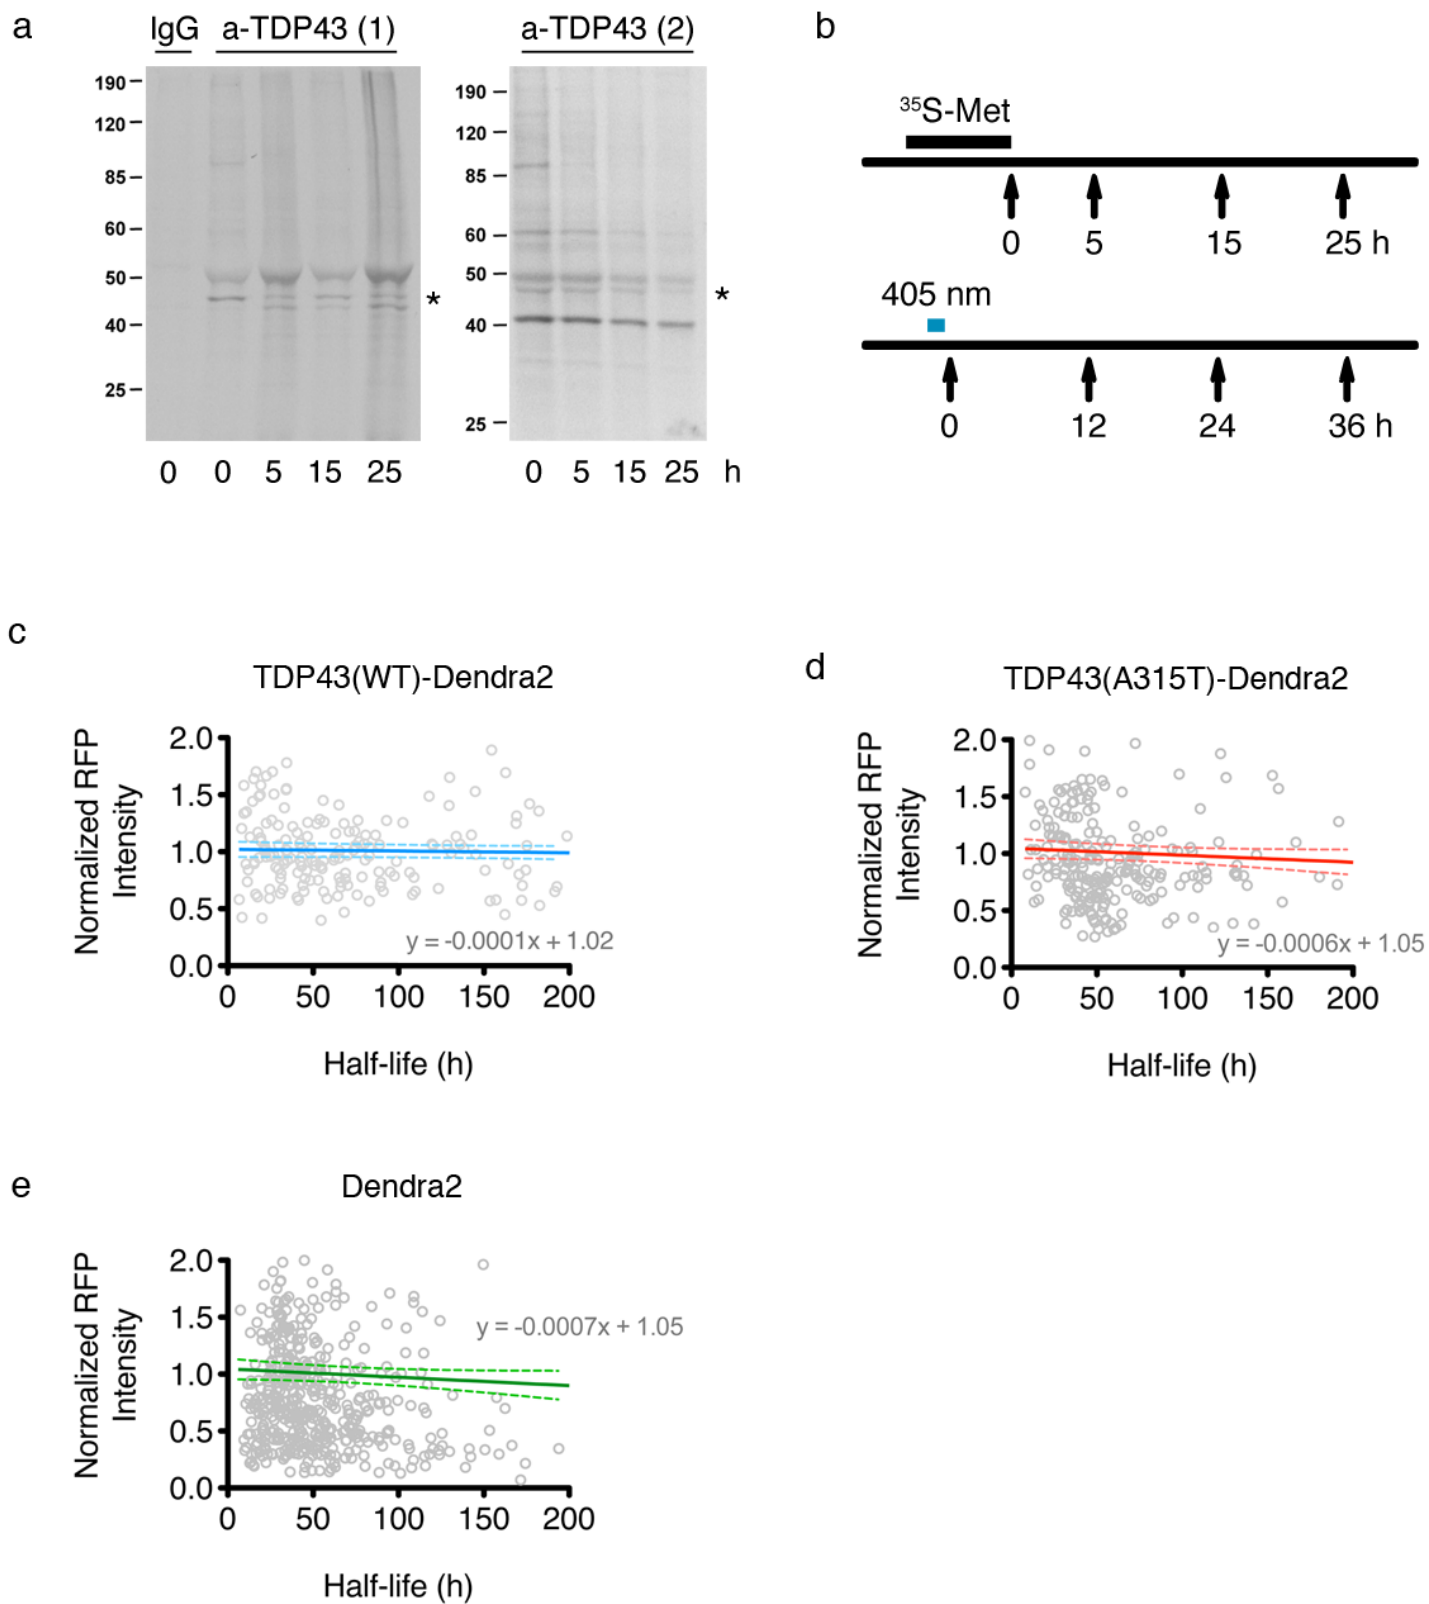 a
IgG a-TDP43 (1)
190
120
85
60
50
40
25
*
0 0 5 15 25
a-TDP43 (2)
190
120
85
60
50
40
25
*
0 5 15 25 h
b
35S-Met
0 5 15 25 h
405 nm
0 12 24 36 h
c
TDP43(WT)-Dendra2
Normalized RFP
Intensity
2.0
1.5
1.0
0.5
0.0
y = -0.0001x + 1.02
0 50 100 150 200
Half-life (h)
d
TDP43(A315T)-Dendra2
Normalized RFP
Intensity
2.0
1.5
1.0
0.5
0.0
y = -0.0006x + 1.05
0 50 100 150 200
Half-life (h)
e
Dendra2
Normalized RFP
Intensity
2.0
1.5
1.0
0.5
0.0
y = -0.0007x + 1.05
0 50 100 150 200
Half-life (h)